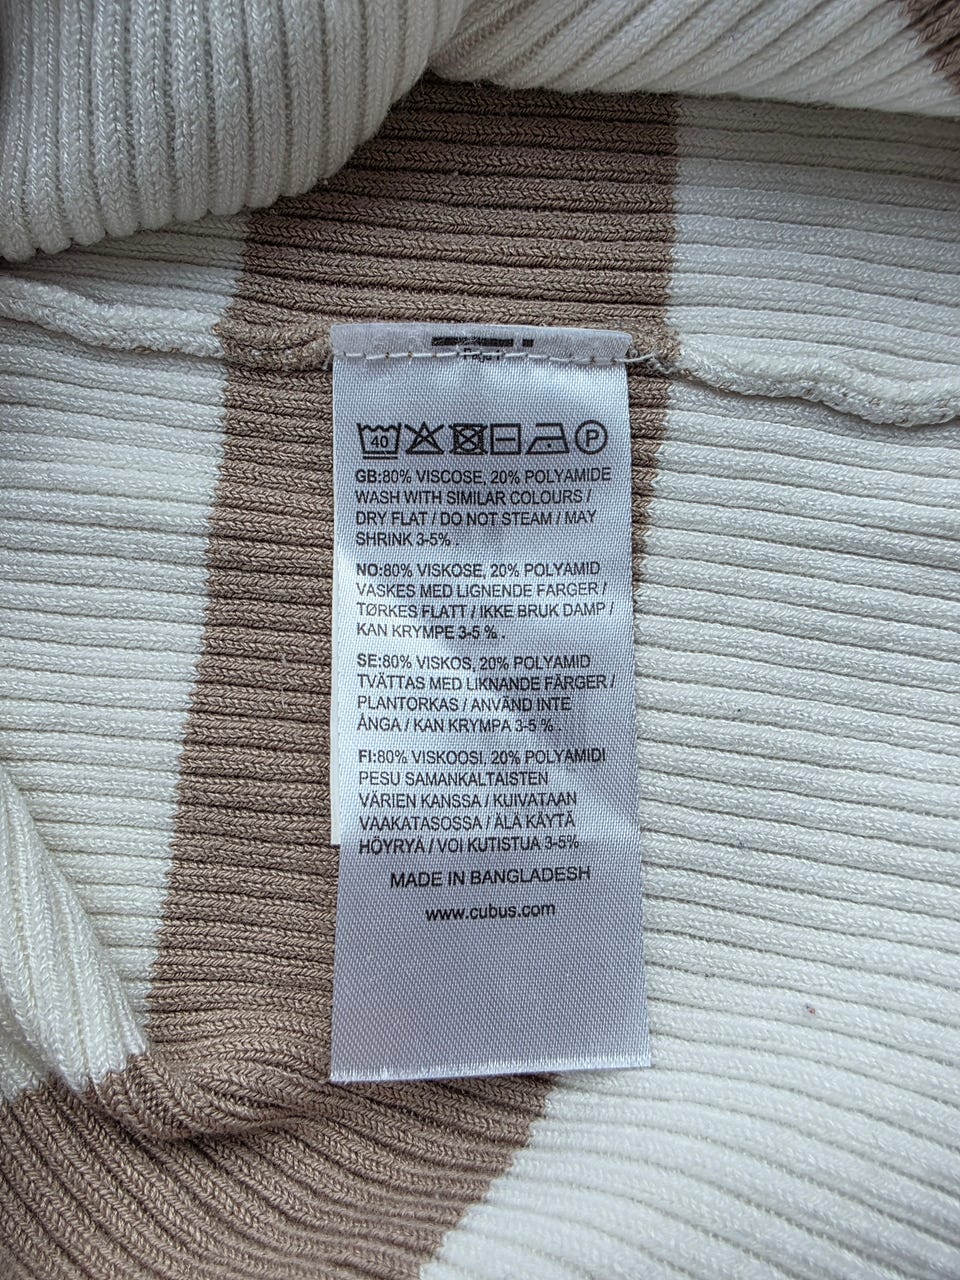 40 P
GB:80% VISCOSE, 20% POLYAMIDE
WASH WITH SIMILAR COLOURS /
DRY FLAT / DO NOT STEAM / MAY
SHRINK 3-5% .
NO:80% VISKOSE, 20% POLYAMID
VASKES MED LIGNENDE FARGER /
TØRKES FLATT / IKKE BRUK DAMP /
KAN KRYMPE 3-5 % .
SE:80% VISKOS, 20% POLYAMID
TVÄTTAS MED LIKNANDE FÄRGER /
PLANTORKAS / ANVÄND INTE
ÅNGA / KAN KRYMPA 3-5 % .
FI:80% VISKOOSI, 20% POLYAMIDI
PESU SAMANKALTAISTEN
VÄRIEN KANSSA / KUIVATAAN
VAAKATASOSSA / ÄLÄ KÄYTÄ
HÖYRYÄ / VOI KUTISTUA 3-5%
MADE IN BANGLADESH
www.cubus.com